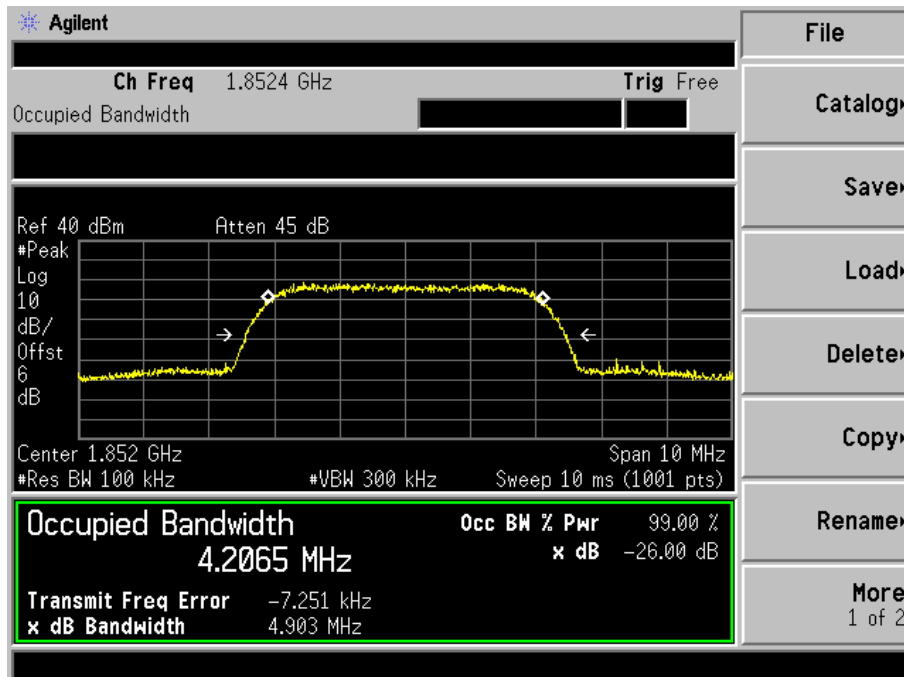 Agilent
File
Ch Freq 1.8524 GHz Trig Free
Occupied Bandwidth
Catalog
Save
Ref 40 dBm Atten 45 dB
#Peak
Log
10
dB/
Offst
6
dB
Load
Delete
Copy
Center 1.852 GHz Span 10 MHz
#Res BW 100 kHz #VBW 300 kHz Sweep 10 ms (1001 pts)
Occupied Bandwidth Occ BW % Pwr 99.00 %
4.2065 MHz x dB -26.00 dB
Rename
Transmit Freq Error -7.251 kHz
x dB Bandwidth 4.903 MHz
More
1 of 2